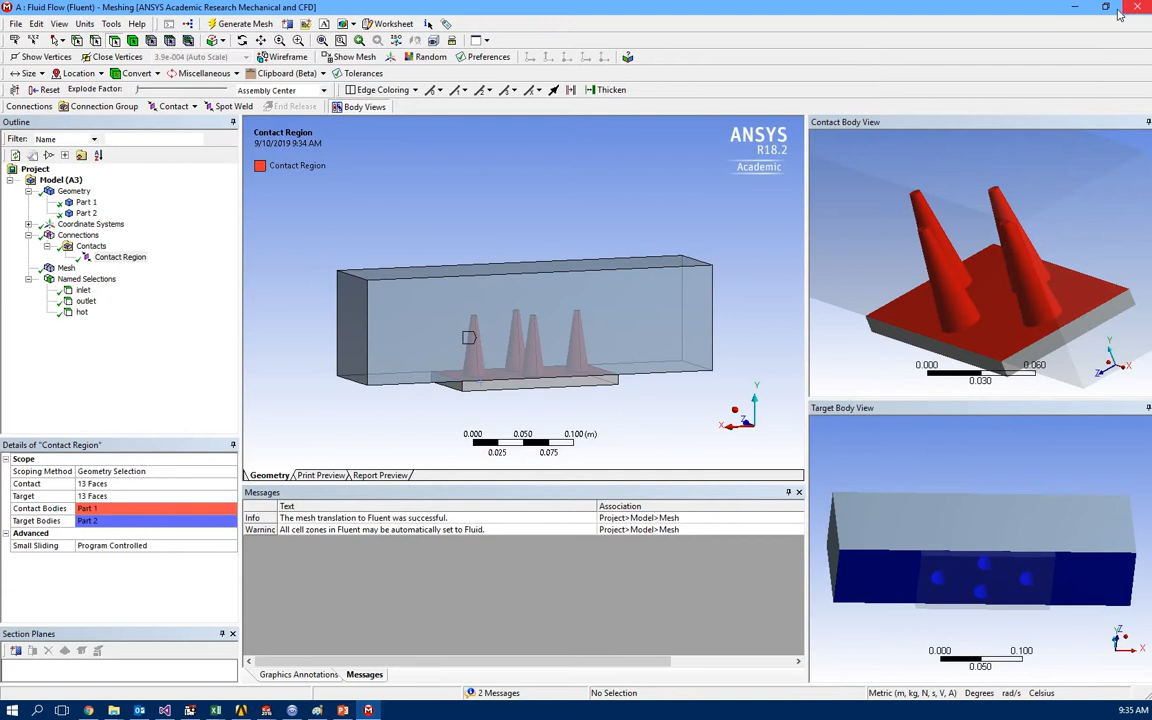 A : Fluid Flow (Fluent) - Meshing [ANSYS Academic Research Mechanical and CFD]
File Edit View Units Tools Help Generate Mesh Worksheet
Show Vertices Close Vertices 3.9e-004 (Auto Scale) Wireframe Show Mesh Random Preferences
Size Location Convert Miscellaneous Clipboard (Beta) Tolerances
Reset Explode Factor: Assembly Center Edge Coloring Thicken
Connections Connection Group Contact Spot Weld End Release Body Views
Outline
Filter: Name
Project
Model (A3)
Geometry
Part 1
Part 2
Coordinate Systems
Connections
Contacts
Contact Region
Mesh
Named Selections
inlet
outlet
hot
Details of "Contact Region"
Scope
Scoping Method Geometry Selection
Contact 13 Faces
Target 13 Faces
Contact Bodies Part 1
Target Bodies Part 2
Advanced
Small Sliding Program Controlled
Section Planes
Contact Region
9/10/2019 9:34 AM
Contact Region
ANSYS
R18.2
Academic
Y
Z
X
0.000 0.050 0.100 (m)
0.025 0.075
Geometry Print Preview Report Preview
Messages
Text Association
Info The mesh translation to Fluent was successful. Project>Model>Mesh
Warning All cell zones in Fluent may be automatically set to Fluid. Project>Model>Mesh
Graphics Annotations Messages
Contact Body View
0.000 0.060
0.030
Y
X
Z
Target Body View
0.000 0.100
0.050
Y
Z
X
2 Messages No Selection Metric (m, kg, N, s, V, A) Degrees rad/s Celsius
9:35 AM